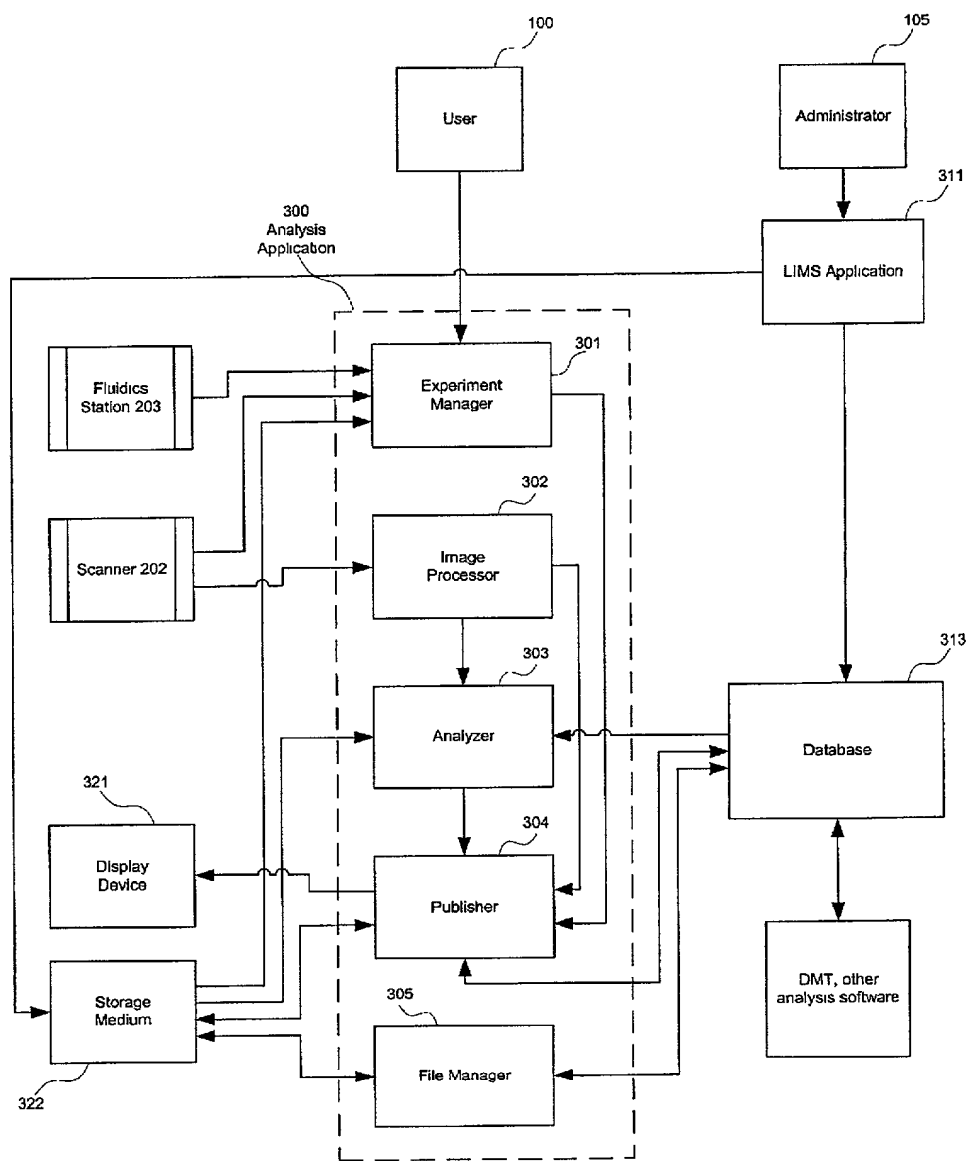 100
105
User
Administrator
311
300
Analysis
Application
LIMS Application
301
Fluidics
Station 203
Experiment
Manager
302
Scanner 202
Image
Processor
303
313
Analyzer
Database
321
304
Display
Device
Publisher
DMT, other
analysis software
Storage
Medium
305
File Manager
322